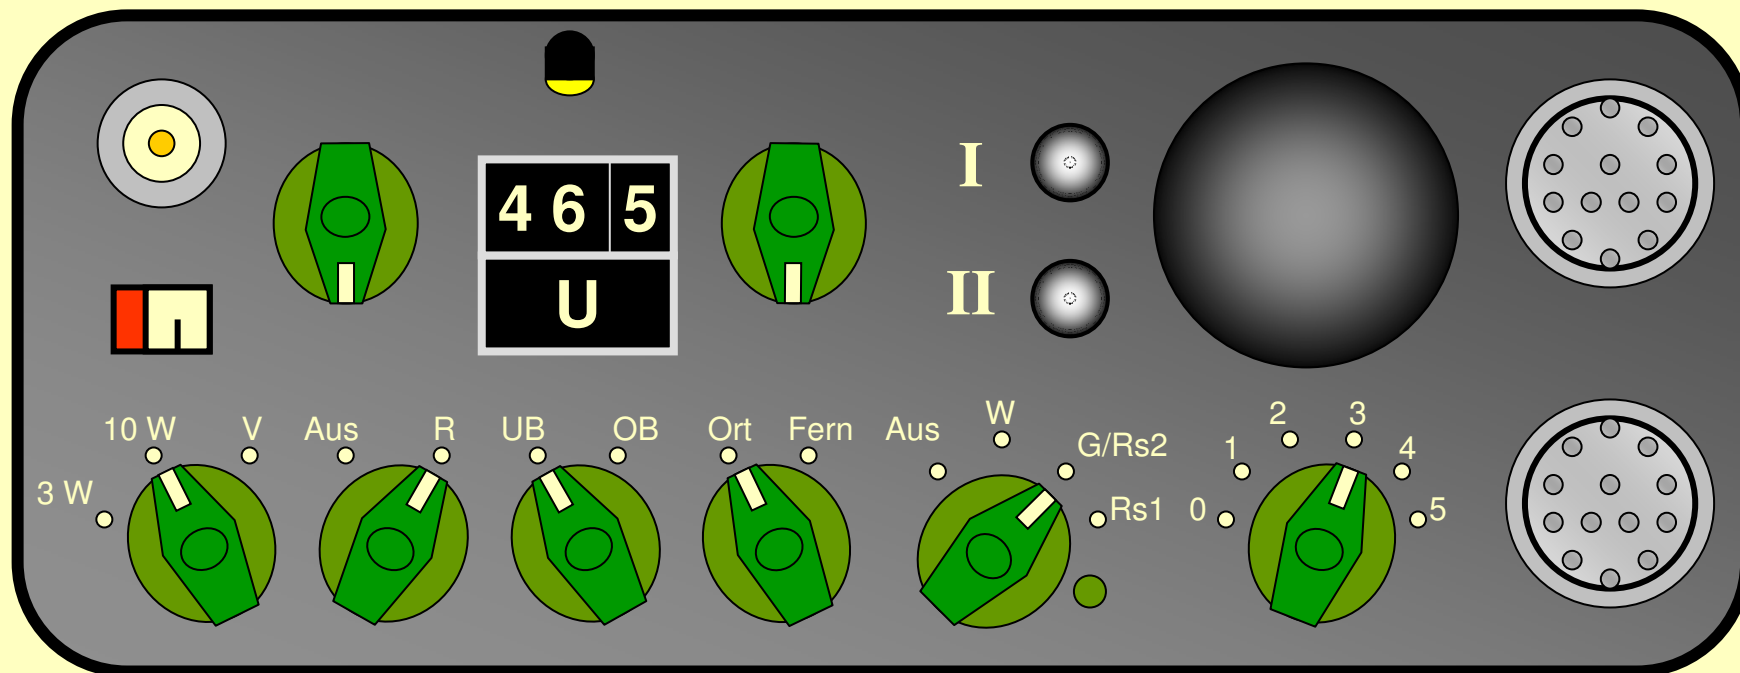 I
4 6 5
II
U
10 W V Aus R UB OB Ort Fern Aus W G/Rs2 2 3
3 W 1 4
Rs1 0 5